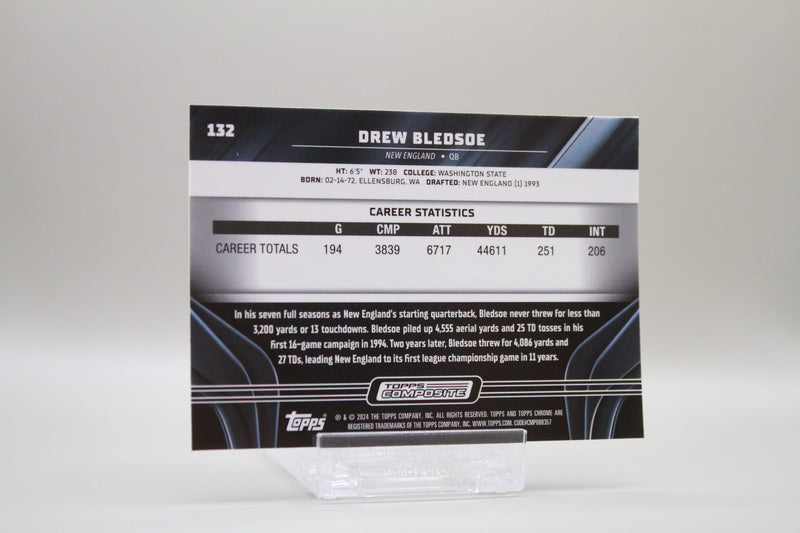 132
DREW BLEDSOE
NEW ENGLAND • QB
HT: 6'5" WT: 238 COLLEGE: WASHINGTON STATE
BORN: 02-14-72, ELLENSBURG, WA DRAFTED: NEW ENGLAND (1) 1993
CAREER STATISTICS
G CMP ATT YDS TD INT
CAREER TOTALS 194 3839 6717 44611 251 206
In his seven full seasons as New England's starting quarterback, Bledsoe never threw for less than
3,200 yards or 13 touchdowns. Bledsoe piled up 4,555 aerial yards and 25 TD tosses in his
first 16-game campaign in 1994. Two years later, Bledsoe threw for 4,086 yards and
27 TDs, leading New England to its first league championship game in 11 years.
TOPPS
COMPOSITE
Topps
℗ & © 2024 THE TOPPS COMPANY, INC. ALL RIGHTS RESERVED. TOPPS AND TOPPS CHROME ARE
REGISTERED TRADEMARKS OF THE TOPPS COMPANY, INC. WWW.TOPPS.COM. CODE#CMP086357